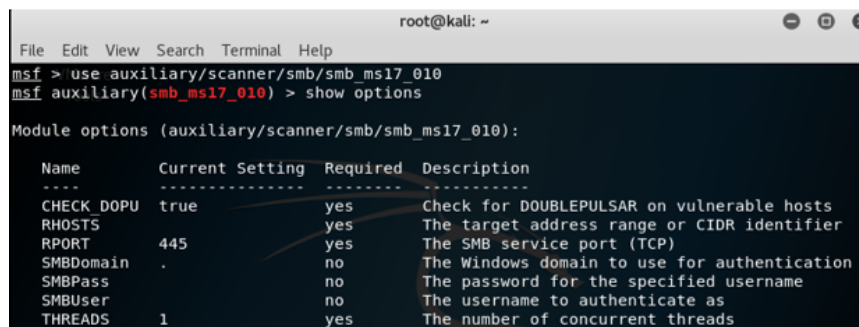 root@kali: ~
File Edit View Search Terminal Help
msf > use auxiliary/scanner/smb/smb_ms17_010
msf auxiliary(smb_ms17_010) > show options
Module options (auxiliary/scanner/smb/smb_ms17_010):
Name Current Setting Required Description
---- --------------- -------- -----------
CHECK_DOPU true yes Check for DOUBLEPULSAR on vulnerable hosts
RHOSTS yes The target address range or CIDR identifier
RPORT 445 yes The SMB service port (TCP)
SMBDomain . no The Windows domain to use for authentication
SMBPass no The password for the specified username
SMBUser no The username to authenticate as
THREADS 1 yes The number of concurrent threads